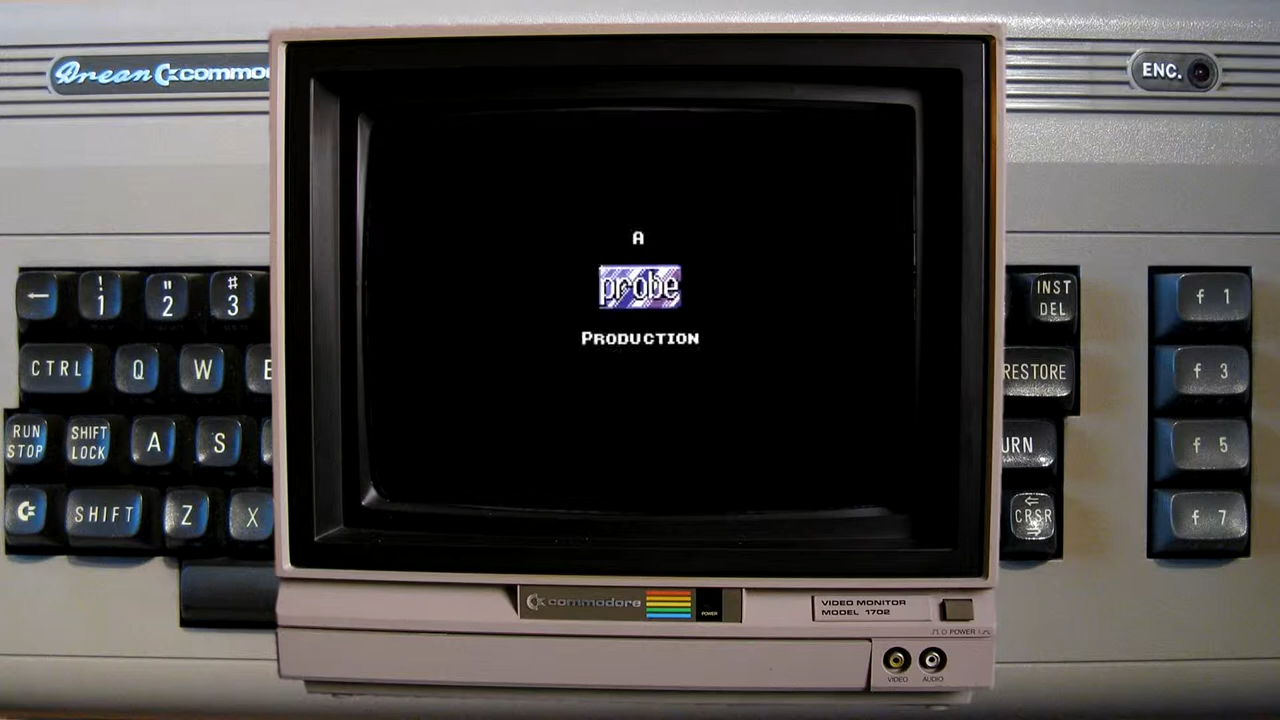 Drean commo
ENC.
A
probe
PRODUCTION
← ! 1 " 2 # 3
INST DEL
f 1
CTRL Q W E
RESTORE
f 3
RUN STOP SHIFT LOCK A S
URN
f 5
SHIFT Z X
CRSR
f 7
commodore
POWER
VIDEO MONITOR
MODEL 1702
POWER
VIDEO AUDIO